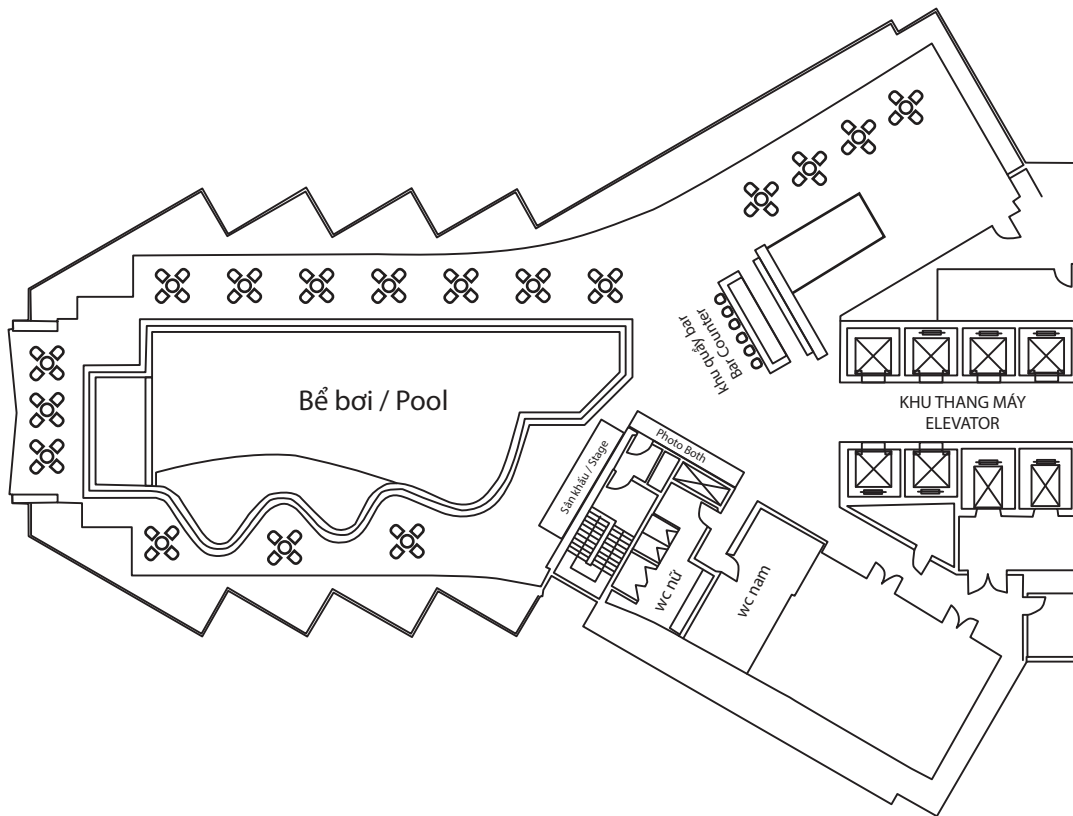 Bể bơi / Pool
Khu quầy bar
Bar Counter
KHU THANG MÁY
ELEVATOR
Photo Both
Sân khấu / Stage
wc nữ
wc nam